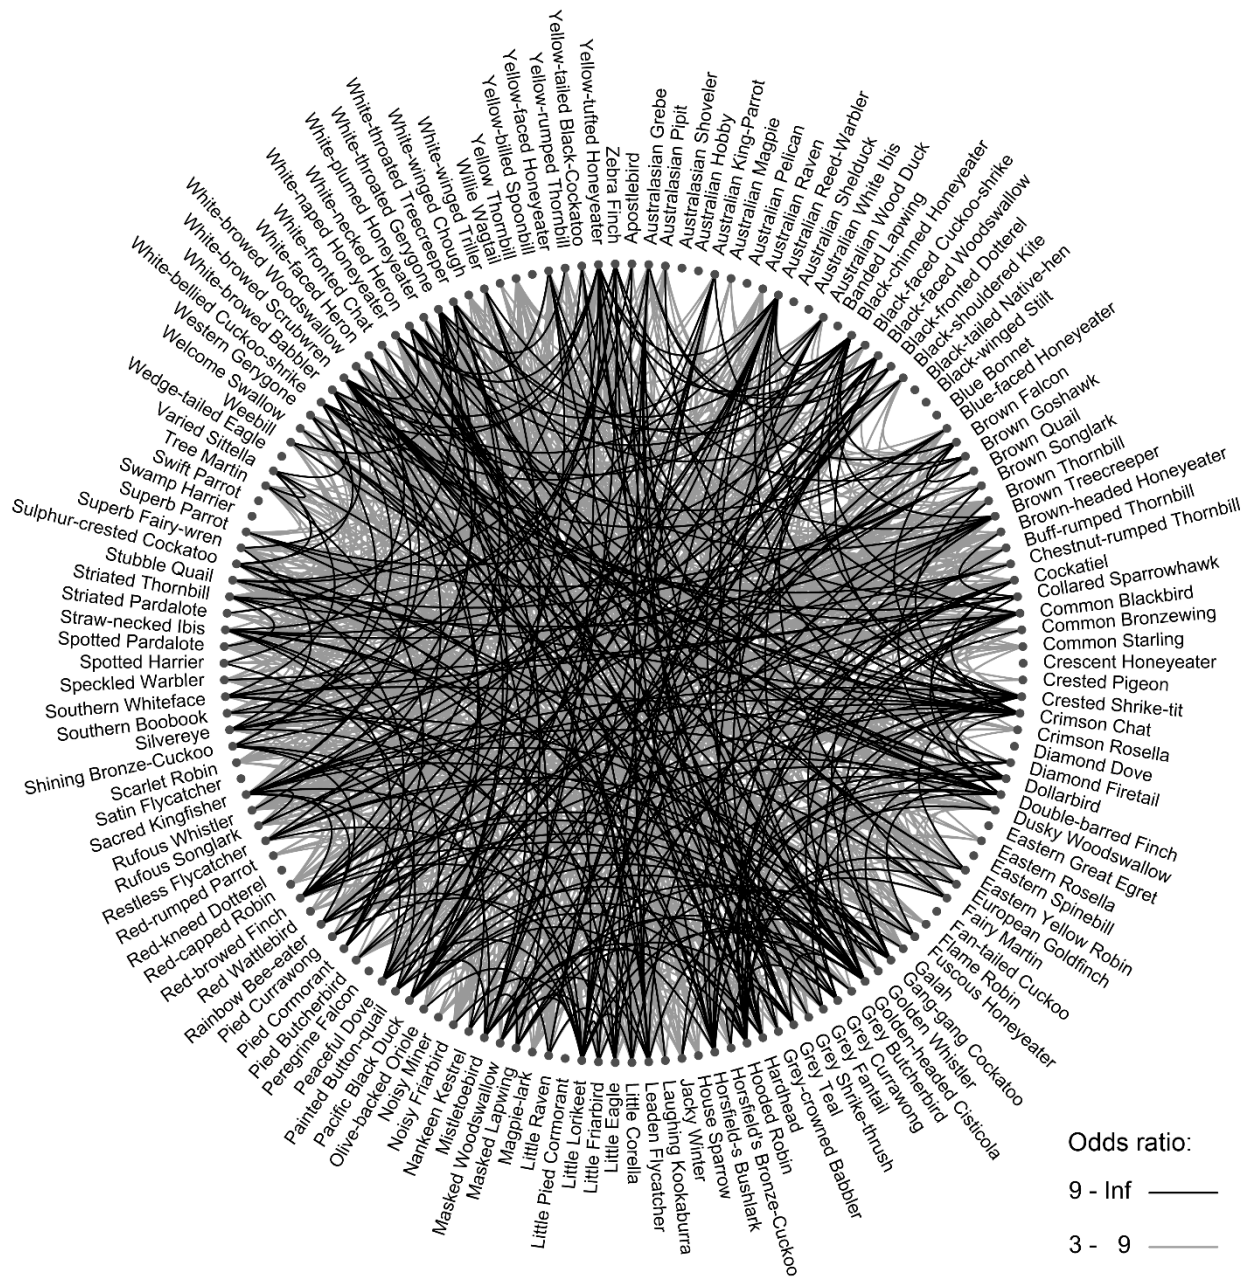 Apostlebird
Australasian Grebe
Australasian Pipit
Australasian Shoveler
Australian Hobby
Australian King-Parrot
Australian Magpie
Australian Pelican
Australian Raven
Australian Reed-Warbler
Australian Shelduck
Australian White Ibis
Australian Wood Duck
Banded Lapwing
Black-chinned Honeyeater
Black-faced Cuckoo-shrike
Black-faced Woodswallow
Black-fronted Dotterel
Black-shouldered Kite
Black-tailed Native-hen
Black-winged Stilt
Blue Bonnet
Blue-faced Honeyeater
Brown Falcon
Brown Goshawk
Brown Quail
Brown Songlark
Brown Thornbill
Brown Treecreeper
Brown-headed Honeyeater
Buff-rumped Thornbill
Chestnut-rumped Thornbill
Cockatiel
Collared Sparrowhawk
Common Blackbird
Common Bronzewing
Common Starling
Crescent Honeyeater
Crested Pigeon
Crested Shrike-tit
Crimson Chat
Crimson Rosella
Diamond Dove
Diamond Firetail
Dollarbird
Double-barred Finch
Dusky Woodswallow
Eastern Great Egret
Eastern Rosella
Eastern Spinebill
Eastern Yellow Robin
European Goldfinch
Fairy Martin
Fan-tailed Cuckoo
Flame Robin
Fuscous Honeyeater
Galah
Gang-gang Cockatoo
Golden Whistler
Golden-headed Cisticola
Grey Butcherbird
Grey Currawong
Grey Fantail
Grey Shrike-thrush
Grey Teal
Grey-crowned Babbler
Hardhead
Hooded Robin
Horsfield's Bronze-Cuckoo
Horsfield-s Bushlark
House Sparrow
Jacky Winter
Laughing Kookaburra
Leaden Flycatcher
Little Corella
Little Eagle
Little Friarbird
Little Lorikeet
Little Pied Cormorant
Little Raven
Magpie-lark
Masked Lapwing
Masked Woodswallow
Mistletoebird
Nankeen Kestrel
Noisy Friarbird
Noisy Miner
Olive-backed Oriole
Pacific Black Duck
Painted Button-quail
Peaceful Dove
Peregrine Falcon
Pied Butcherbird
Pied Cormorant
Pied Currawong
Rainbow Bee-eater
Red Wattlebird
Red-browed Finch
Red-capped Robin
Red-kneed Dotterel
Red-rumped Parrot
Restless Flycatcher
Rufous Songlark
Rufous Whistler
Sacred Kingfisher
Satin Flycatcher
Scarlet Robin
Shining Bronze-Cuckoo
Silvereye
Southern Boobook
Southern Whiteface
Speckled Warbler
Spotted Harrier
Spotted Pardalote
Straw-necked Ibis
Striated Pardalote
Striated Thornbill
Stubble Quail
Sulphur-crested Cockatoo
Superb Fairy-wren
Superb Parrot
Swamp Harrier
Swift Parrot
Tree Martin
Varied Sittella
Wedge-tailed Eagle
Weebill
Welcome Swallow
Western Gerygone
White-bellied Cuckoo-shrike
White-browed Babbler
White-browed Scrubwren
White-browed Woodswallow
White-faced Heron
White-fronted Chat
White-naped Honeyeater
White-necked Heron
White-plumed Honeyeater
White-throated Gerygone
White-throated Treecreeper
White-winged Chough
White-winged Triller
Willie Wagtail
Yellow Thornbill
Yellow-billed Spoonbill
Yellow-faced Honeyeater
Yellow-rumped Thornbill
Yellow-tailed Black-Cockatoo
Yellow-tufted Honeyeater
Zebra Finch
Odds ratio:
9 - Inf
3 - 9